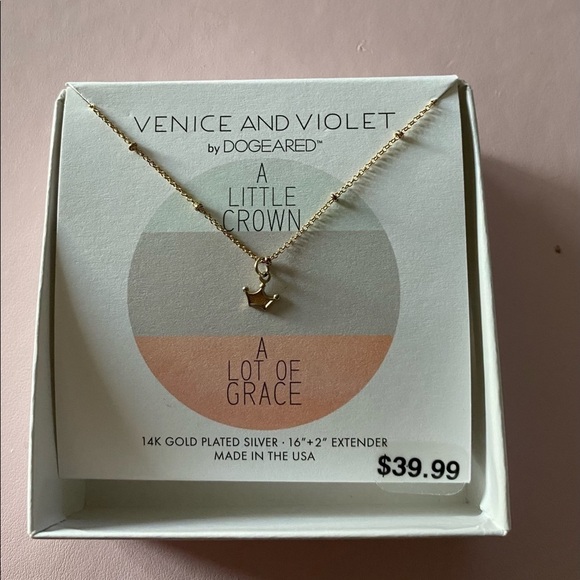 VENICE AND VIOLET
by DOGEARED™
A
LITTLE
CROWN
A
LOT OF
GRACE
14K GOLD PLATED SILVER · 16"+2" EXTENDER
MADE IN THE USA
$39.99